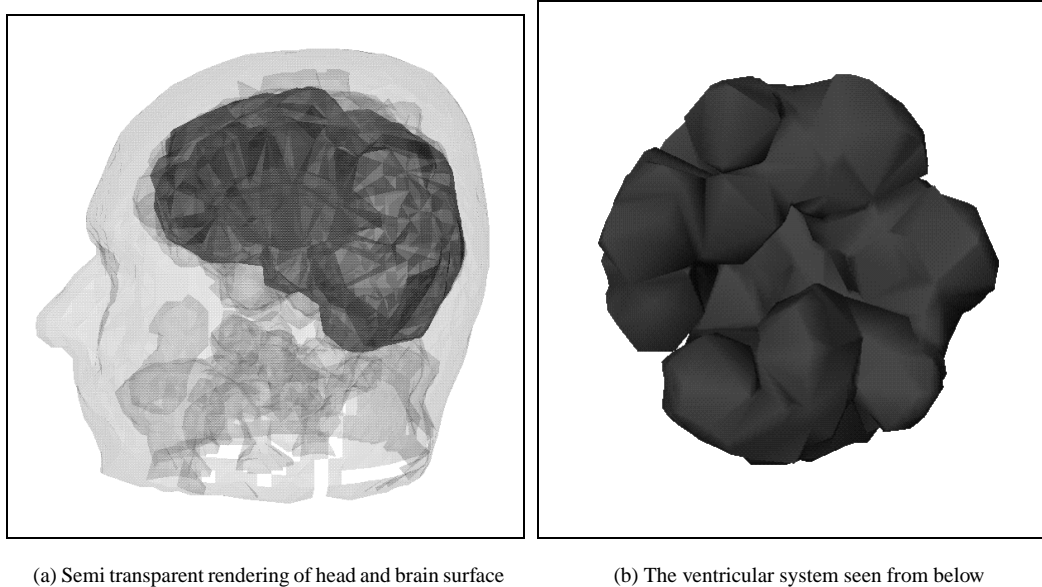 (a) Semi transparent rendering of head and brain surface
(b) The ventricular system seen from below